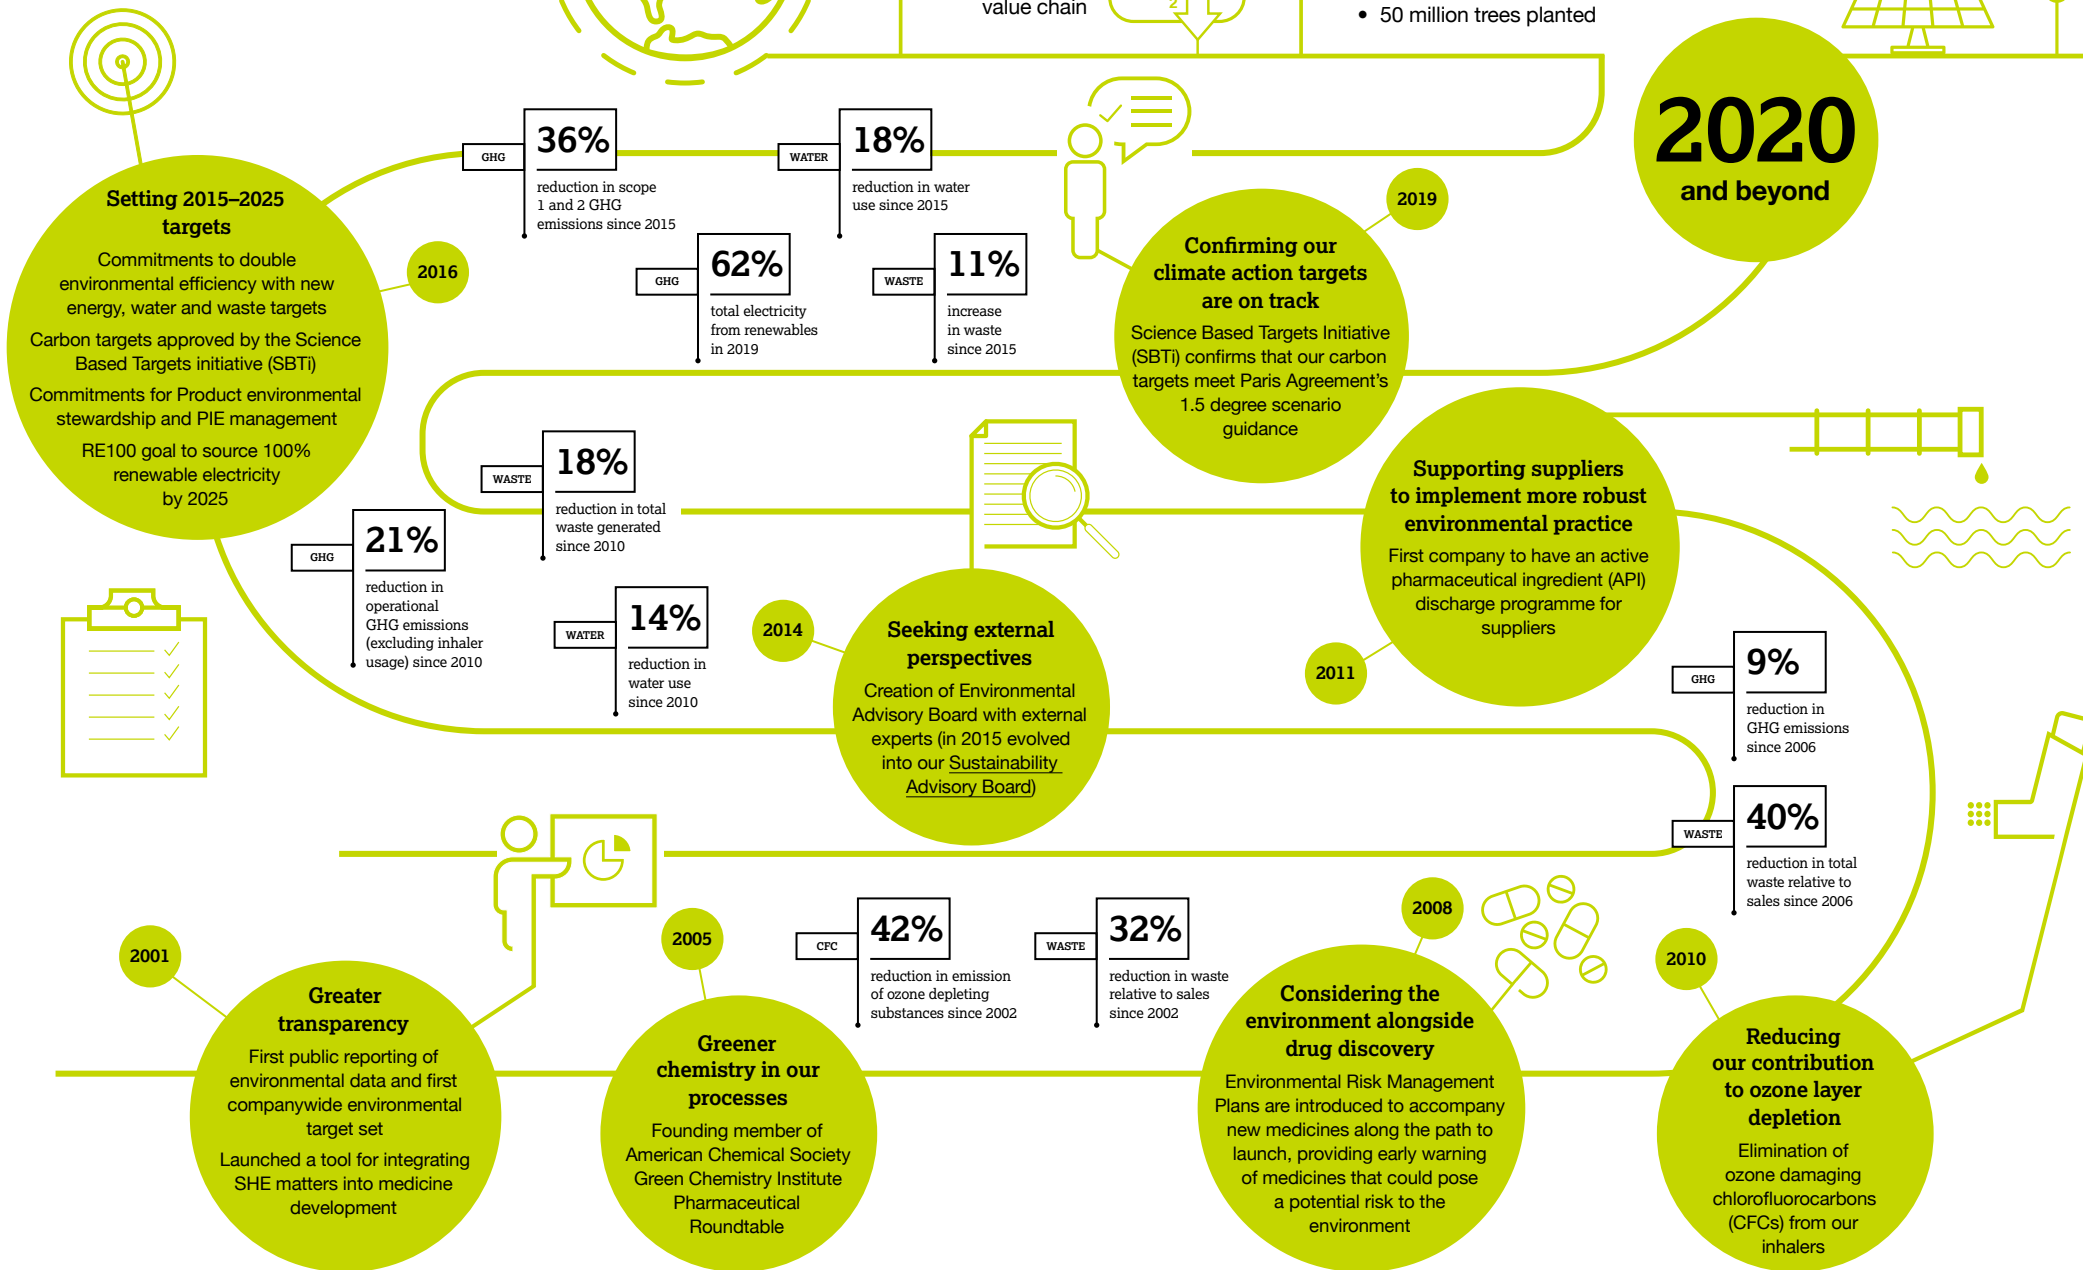 value chain
2
• 50 million trees planted
2020
and beyond
GHG
36%
reduction in scope
1 and 2 GHG
emissions since 2015
WATER
18%
reduction in water
use since 2015
GHG
62%
total electricity
from renewables
in 2019
WASTE
11%
increase
in waste
since 2015
Setting 2015–2025
targets
Commitments to double
environmental efficiency with new
energy, water and waste targets
Carbon targets approved by the Science
Based Targets initiative (SBTi)
Commitments for Product environmental
stewardship and PIE management
RE100 goal to source 100%
renewable electricity
by 2025
2016
2019
Confirming our
climate action targets
are on track
Science Based Targets Initiative
(SBTi) confirms that our carbon
targets meet Paris Agreement's
1.5 degree scenario
guidance
WASTE
18%
reduction in total
waste generated
since 2010
GHG
21%
reduction in
operational
GHG emissions
(excluding inhaler
usage) since 2010
WATER
14%
reduction in
water use
since 2010
2014
Seeking external
perspectives
Creation of Environmental
Advisory Board with external
experts (in 2015 evolved
into our Sustainability
Advisory Board)
2011
Supporting suppliers
to implement more robust
environmental practice
First company to have an active
pharmaceutical ingredient (API)
discharge programme for
suppliers
GHG
9%
reduction in
GHG emissions
since 2006
WASTE
40%
reduction in total
waste relative to
sales since 2006
2001
Greater
transparency
First public reporting of
environmental data and first
companywide environmental
target set
Launched a tool for integrating
SHE matters into medicine
development
2005
Greener
chemistry in our
processes
Founding member of
American Chemical Society
Green Chemistry Institute
Pharmaceutical
Roundtable
CFC
42%
reduction in emission
of ozone depleting
substances since 2002
WASTE
32%
reduction in waste
relative to sales
since 2002
2008
Considering the
environment alongside
drug discovery
Environmental Risk Management
Plans are introduced to accompany
new medicines along the path to
launch, providing early warning
of medicines that could pose
a potential risk to the
environment
2010
Reducing
our contribution
to ozone layer
depletion
Elimination of
ozone damaging
chlorofluorocarbons
(CFCs) from our
inhalers